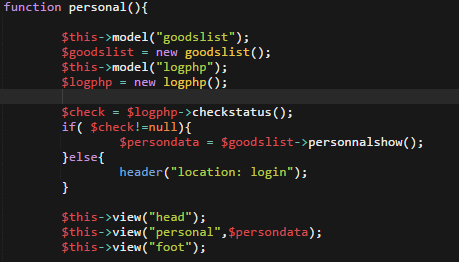 function personal(){
$this->model("goodslist");
$goodslist = new goodslist();
$this->model("logphp");
$logphp = new logphp();
$check = $logphp->checkstatus();
if( $check!=null){
$persondata = $goodslist->personnalshow();
}else{
header("location: login");
}
$this->view("head");
$this->view("personal",$persondata);
$this->view("foot");